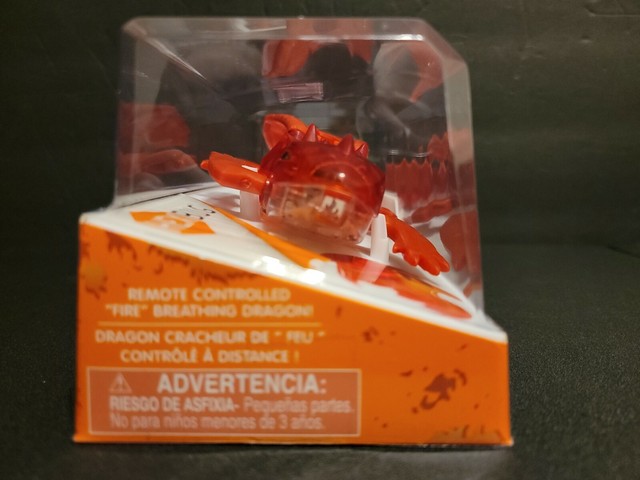 REMOTE CONTROLLED
"FIRE" BREATHING DRAGON!
DRAGON CRACHEUR DE " FEU "
CONTRÔLÉ À DISTANCE !
ADVERTENCIA:
RIESGO DE ASFIXIA- Pequeñas partes.
No para niños menores de 3 años.